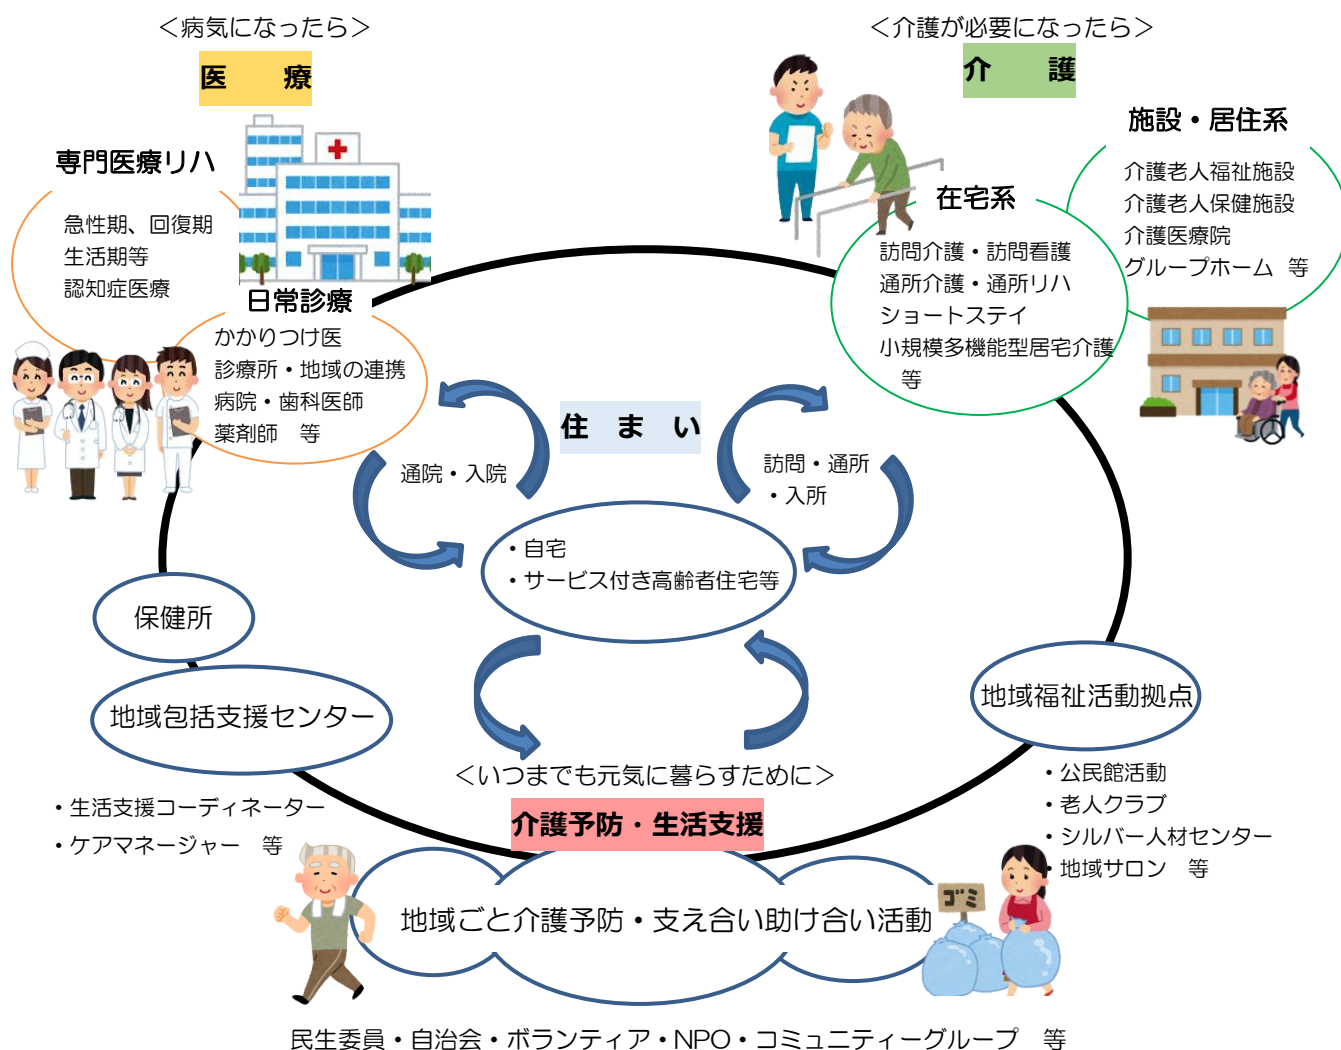 ＜病気になったら＞
医　療
専門医療リハ
急性期、回復期
生活期等
認知症医療
日常診療
かかりつけ医
診療所・地域の連携
病院・歯科医師
薬剤師　等
＜介護が必要になったら＞
介　護
施設・居住系
介護老人福祉施設
介護老人保健施設
介護医療院
グループホーム　等
在宅系
訪問介護・訪問看護
通所介護・通所リハ
ショートステイ
小規模多機能型居宅介護
等
住　ま　い
通院・入院
訪問・通所
・入所
・自宅
・サービス付き高齢者住宅等
保健所
地域包括支援センター
・生活支援コーディネーター
・ケアマネージャー　等
地域福祉活動拠点
・公民館活動
・老人クラブ
・シルバー人材センター
・地域サロン　等
＜いつまでも元気に暮らすために＞
介護予防・生活支援
地域ごと介護予防・支え合い助け合い活動
ゴミ
民生委員・自治会・ボランティア・NPO・コミュニティーグループ　等